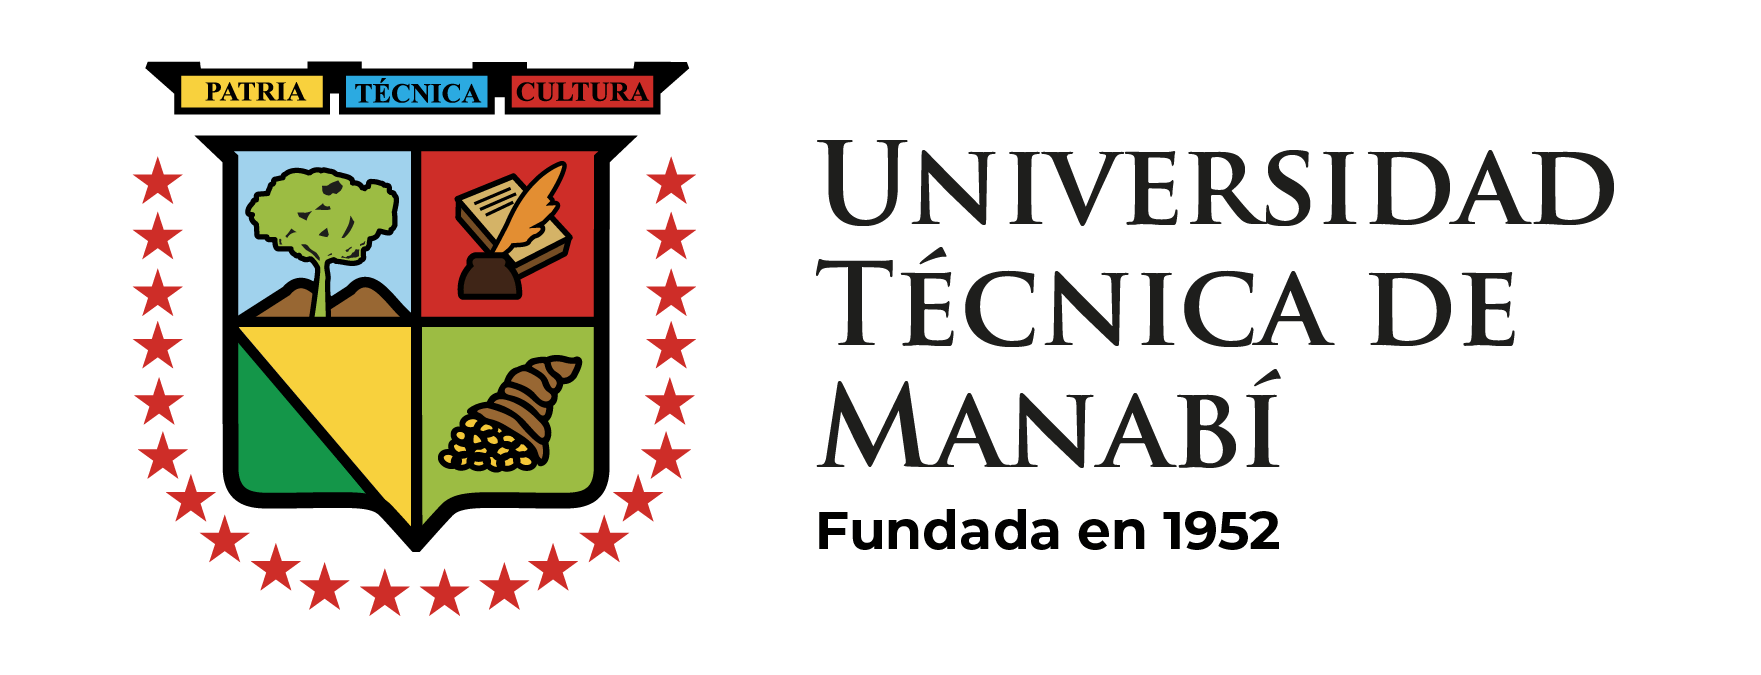 PATRIA TÉCNICA CULTURA
UNIVERSIDAD
TÉCNICA DE
MANABÍ
Fundada en 1952